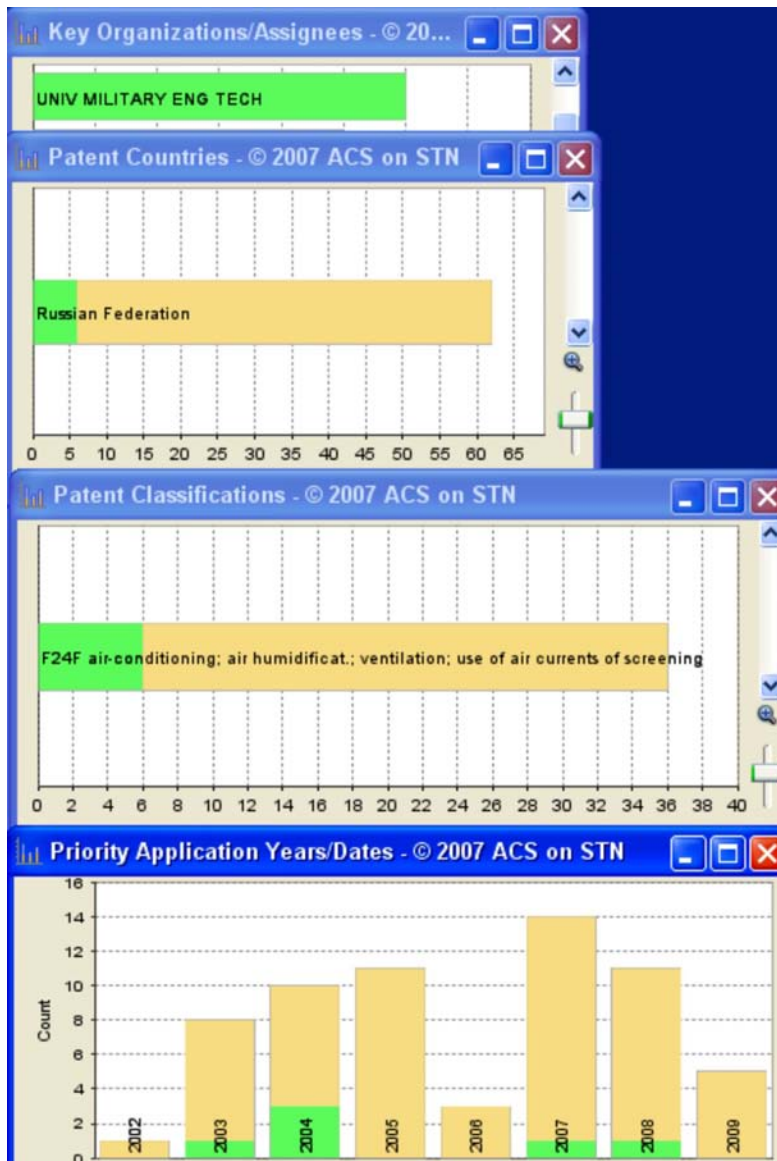 Key Organizations/Assignees - © 20...
UNIV MILITARY ENG TECH
Patent Countries - © 2007 ACS on STN
Russian Federation
0 5 10 15 20 25 30 35 40 45 50 55 60 65
Patent Classifications - © 2007 ACS on STN
F24F air-conditioning; air humidificat.; ventilation; use of air currents of screening
0 2 4 6 8 10 12 14 16 18 20 22 24 26 28 30 32 34 36 38 40
Priority Application Years/Dates - © 2007 ACS on STN
16
14
12
10
8
6
4
2
0
Count
2002 2003 2004 2005 2006 2007 2008 2009